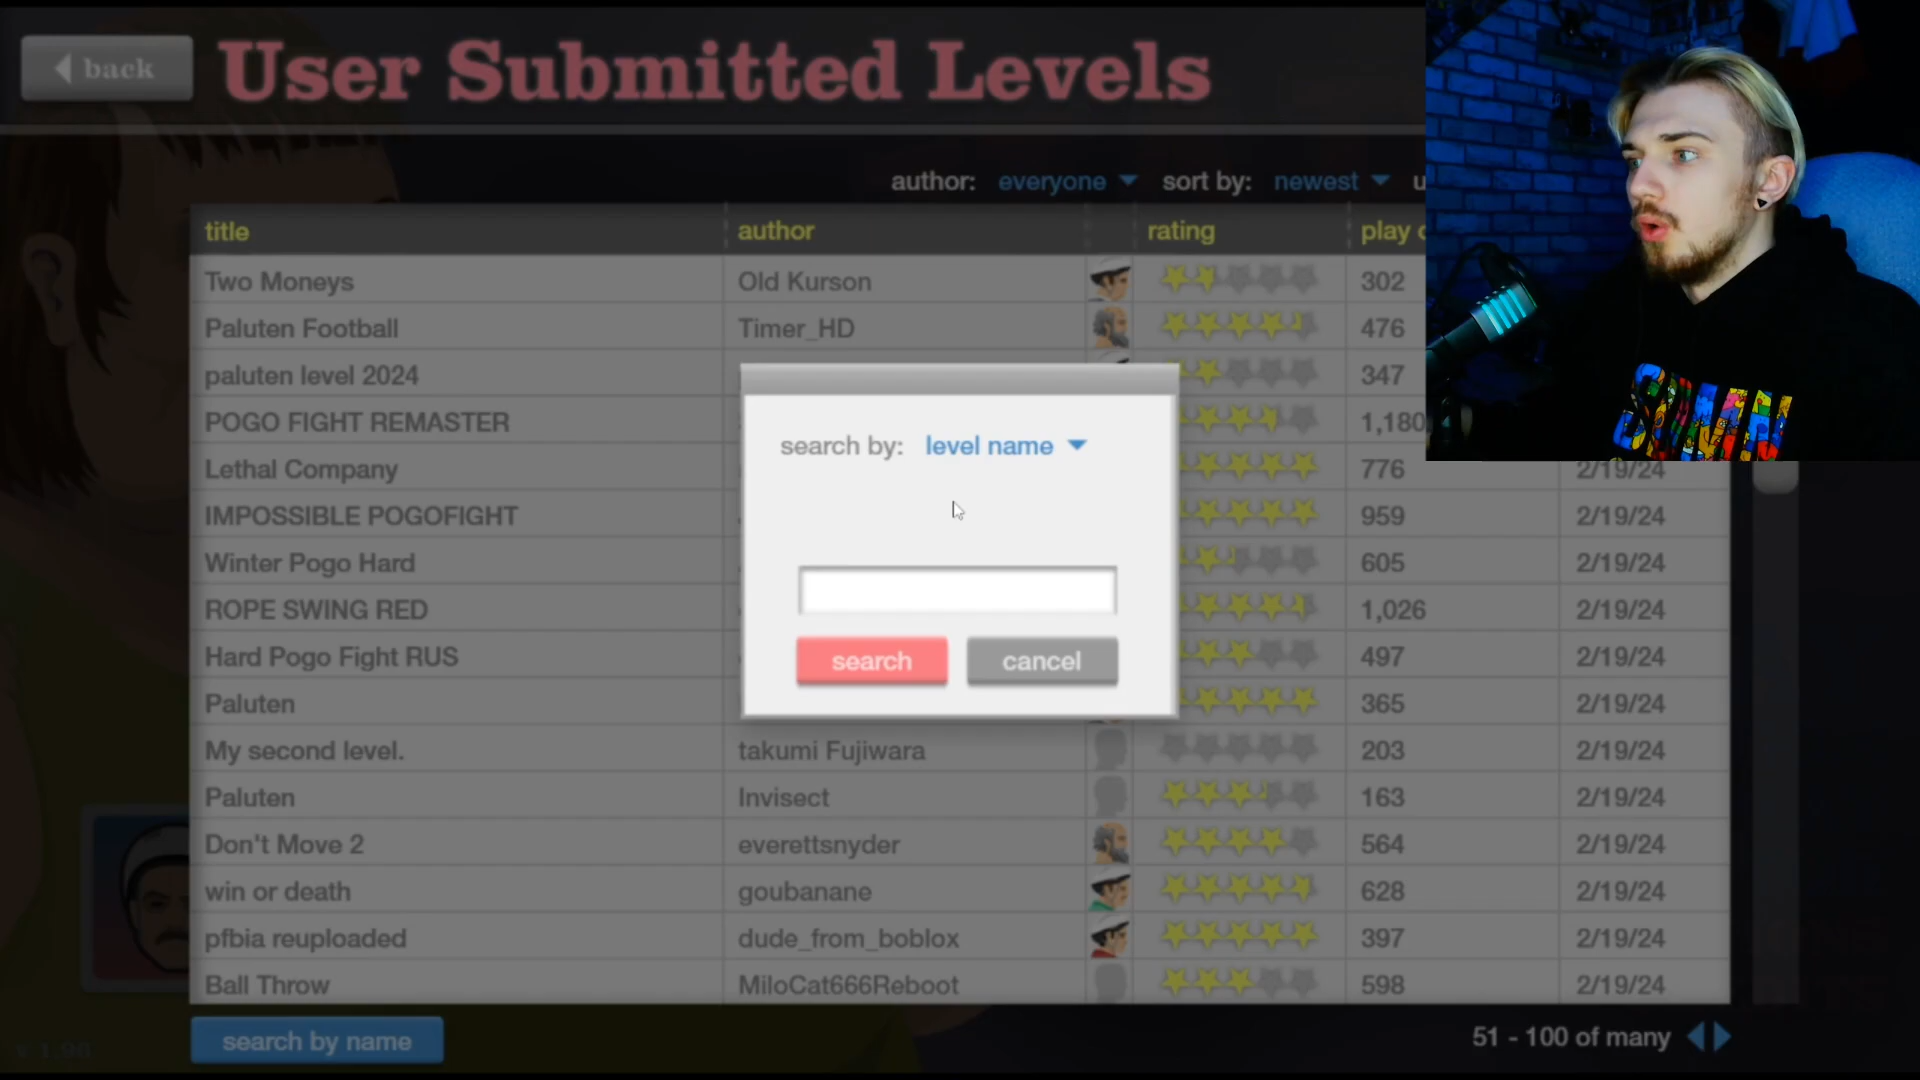 back
User Submitted Levels
author: everyone sort by: newest
title author rating play
Two Moneys Old Kurson 302
Paluten Football Timer_HD 476
paluten level 2024 347
POGO FIGHT REMASTER 1,180
Lethal Company 776 2/19/24
IMPOSSIBLE POGOFIGHT 959 2/19/24
Winter Pogo Hard 605 2/19/24
ROPE SWING RED 1,026 2/19/24
Hard Pogo Fight RUS 497 2/19/24
Paluten 365 2/19/24
My second level. takumi Fujiwara 203 2/19/24
Paluten Invisect 163 2/19/24
Don't Move 2 everettsnyder 564 2/19/24
win or death goubanane 628 2/19/24
pfbia reuploaded dude_from_boblox 397 2/19/24
Ball Throw MiloCat666Reboot 598 2/19/24
search by: level name
search cancel
search by name
51 - 100 of many